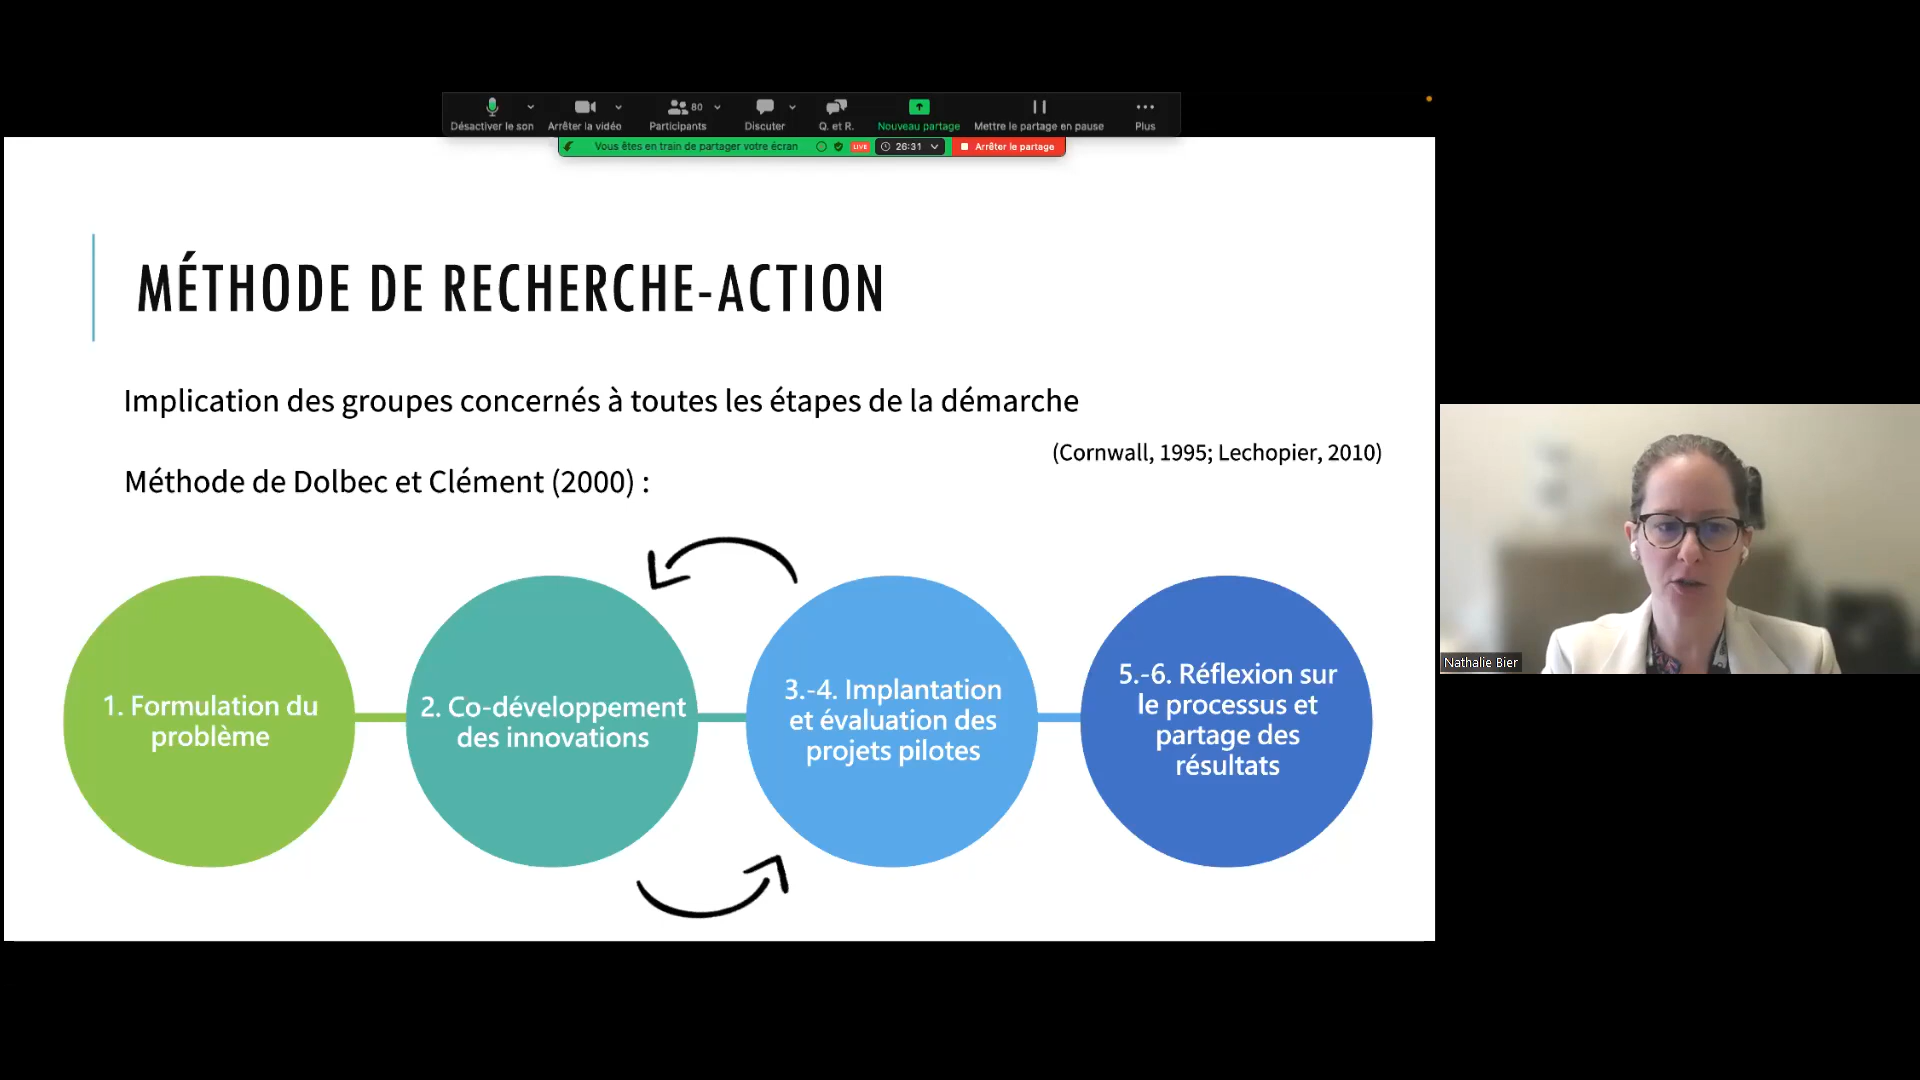 80
Désactiver le son
Arrêter la vidéo
Participants
Discuter
Q. et R.
Nouveau partage
Mettre le partage en pause
Plus
Vous êtes en train de partager votre écran
LIVE
26:31
Arrêter le partage
MÉTHODE DE RECHERCHE-ACTION
Implication des groupes concernés à toutes les étapes de la démarche
(Cornwall, 1995; Lechopier, 2010)
Méthode de Dolbec et Clément (2000) :
1. Formulation du
problème
2. Co-développement
des innovations
3.-4. Implantation
et évaluation des
projets pilotes
5.-6. Réflexion sur
le processus et
partage des
résultats
Nathalie Bier